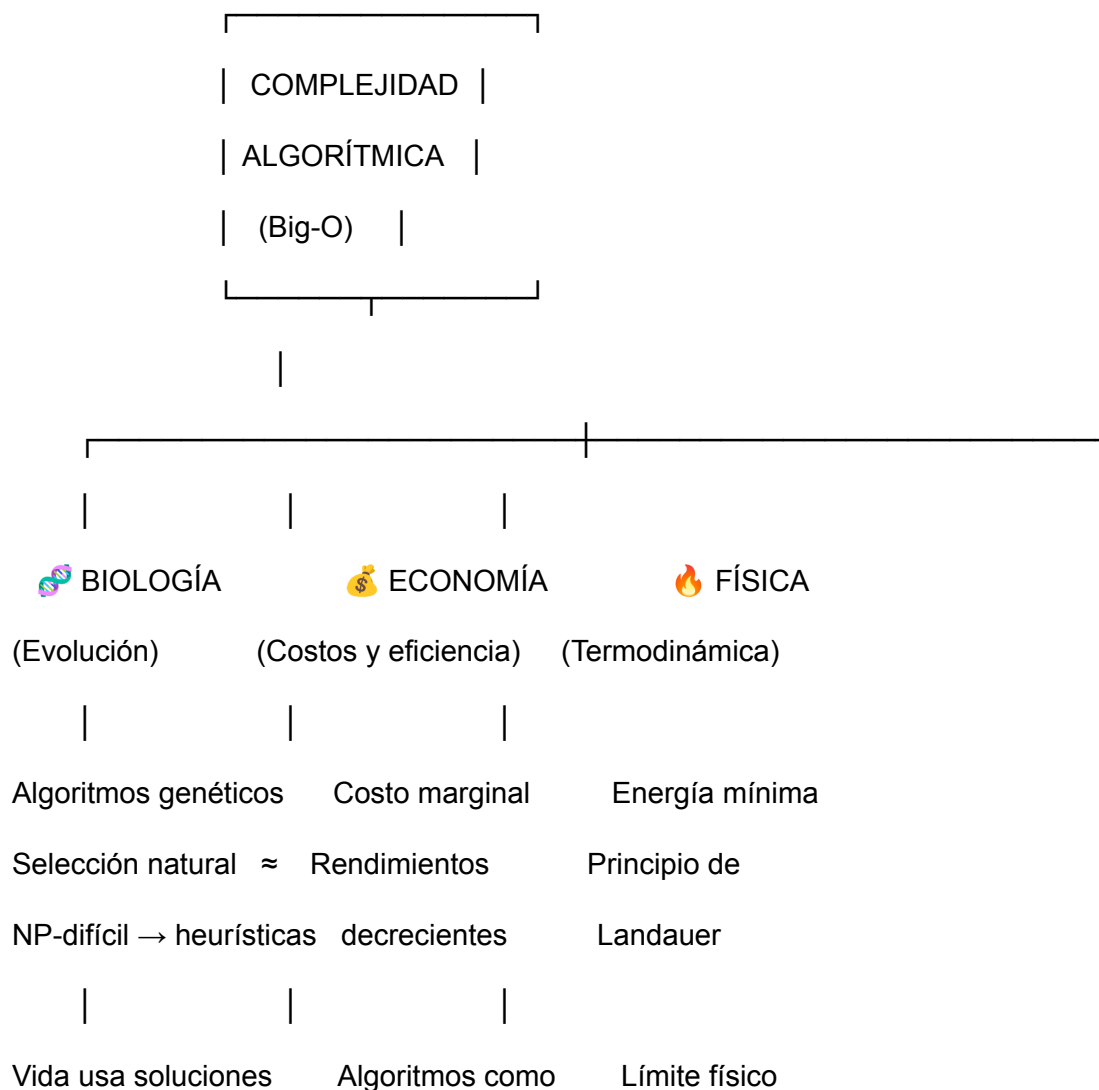 COMPLEJIDAD
ALGORÍTMICA
(Big-O)
🧬 BIOLOGÍA 💰 ECONOMÍA 🔥 FÍSICA
(Evolución) (Costos y eficiencia) (Termodinámica)
Algoritmos genéticos Costo marginal Energía mínima
Selección natural ≈ Rendimientos Principio de
NP-difícil → heurísticas decrecientes Landauer
Vida usa soluciones Algoritmos como Límite físico